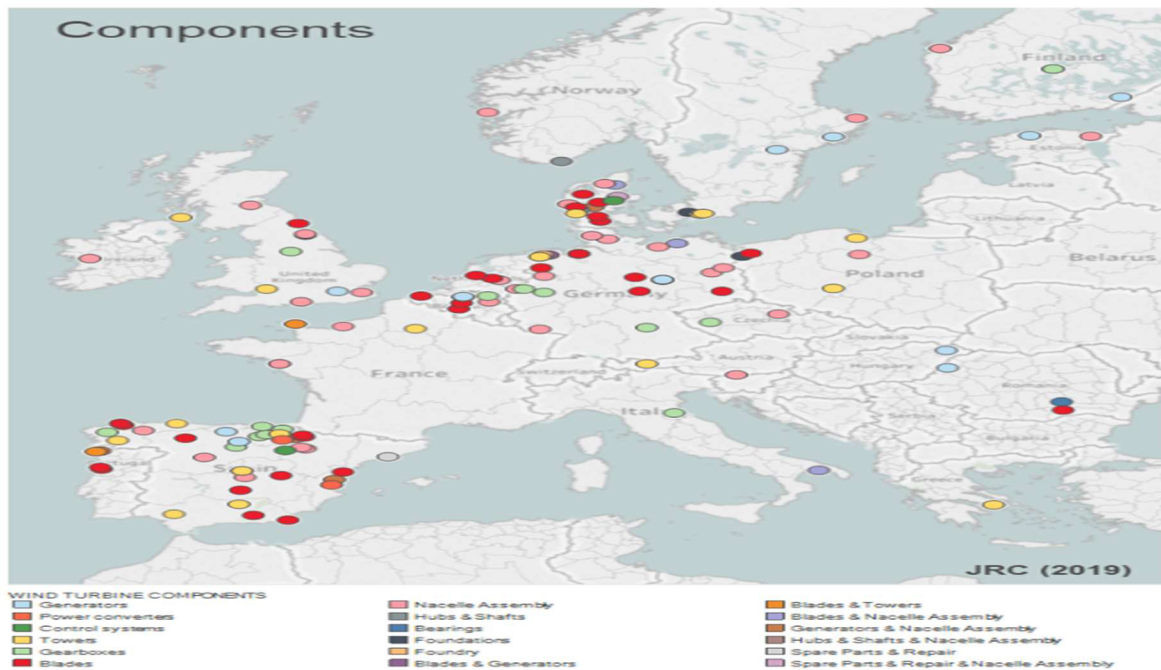 Components
Finland
Norway
Estonia
Latvia
Lithuania
Ireland
United
Kingdom
Belarus
Poland
Germany
Czechia
Slovakia
France
Switzerland
Austria
Hungary
Romania
Italy
Serbia
Bulgaria
Portugal
Spain
Greece
JRC (2019)
WIND TURBINE COMPONENTS
Generators
Power converters
Control systems
Towers
Gearboxes
Blades
Nacelle Assembly
Hubs & Shafts
Bearings
Foundations
Foundry
Blades & Generators
Blades & Towers
Blades & Nacelle Assembly
Generators & Nacelle Assembly
Hubs & Shafts & Nacelle Assembly
Spare Parts & Repair
Spare Parts & Repair & Nacelle Assembly